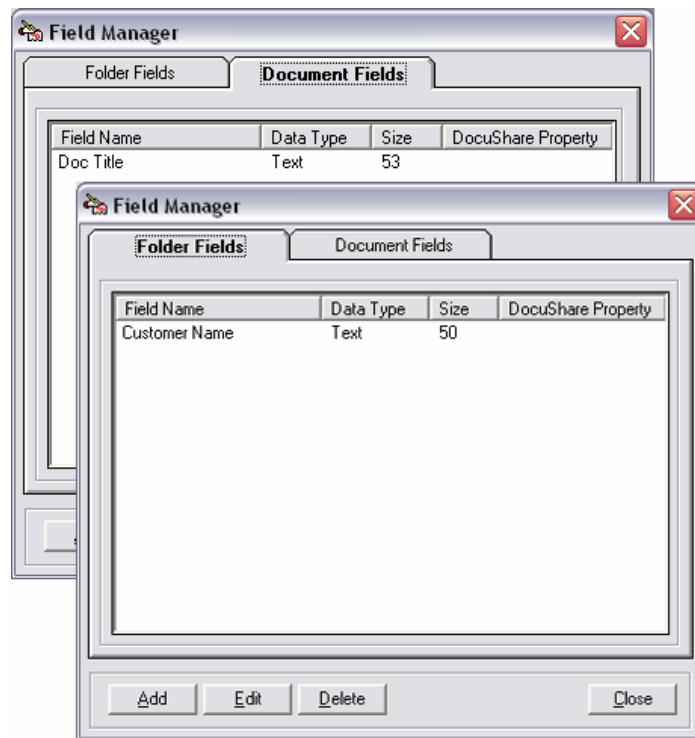 Field Manager
Folder Fields Document Fields
Field Name Data Type Size DocuShare Property
Doc Title Text 53
Field Manager
Folder Fields Document Fields
Field Name Data Type Size DocuShare Property
Customer Name Text 50
Add Edit Delete Close